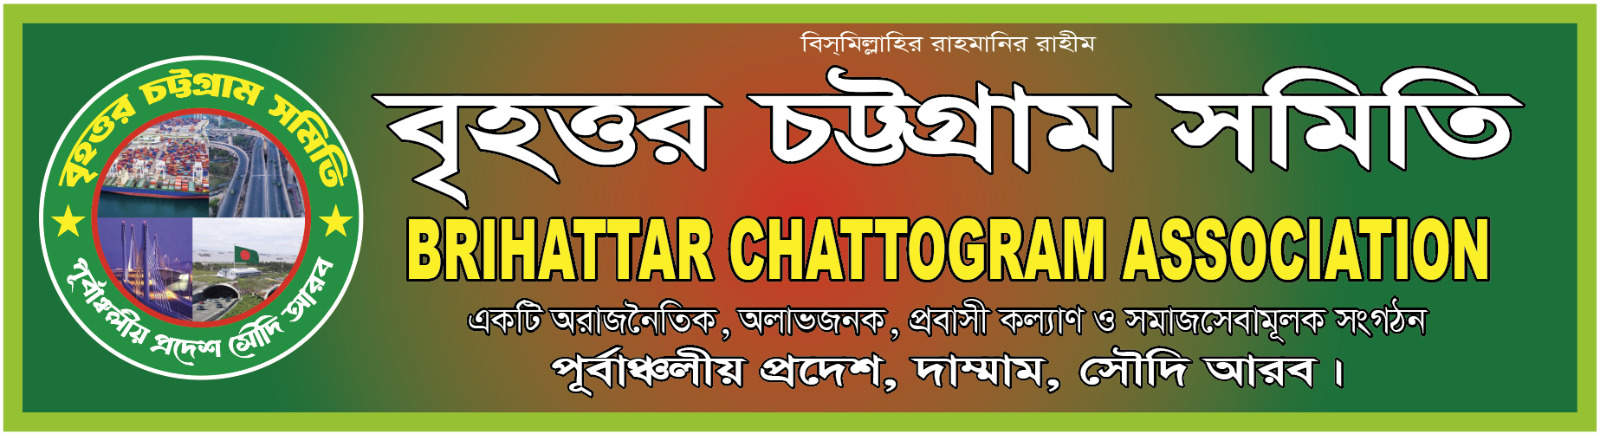 বিস্‌মিল্লাহির রাহমানির রাহীম
বৃহত্তর চট্টগ্রাম সমিতি
BRIHATTAR CHATTOGRAM ASSOCIATION
একটি অরাজনৈতিক, অলাভজনক, প্রবাসী কল্যাণ ও সমাজসেবামূলক সংগঠন
পূর্বাঞ্চলীয় প্রদেশ, দাম্মাম, সৌদি আরব।
বৃহত্তর চট্টগ্রাম সমিতি
পূর্বাঞ্চলীয় প্রদেশ সৌদি আরব